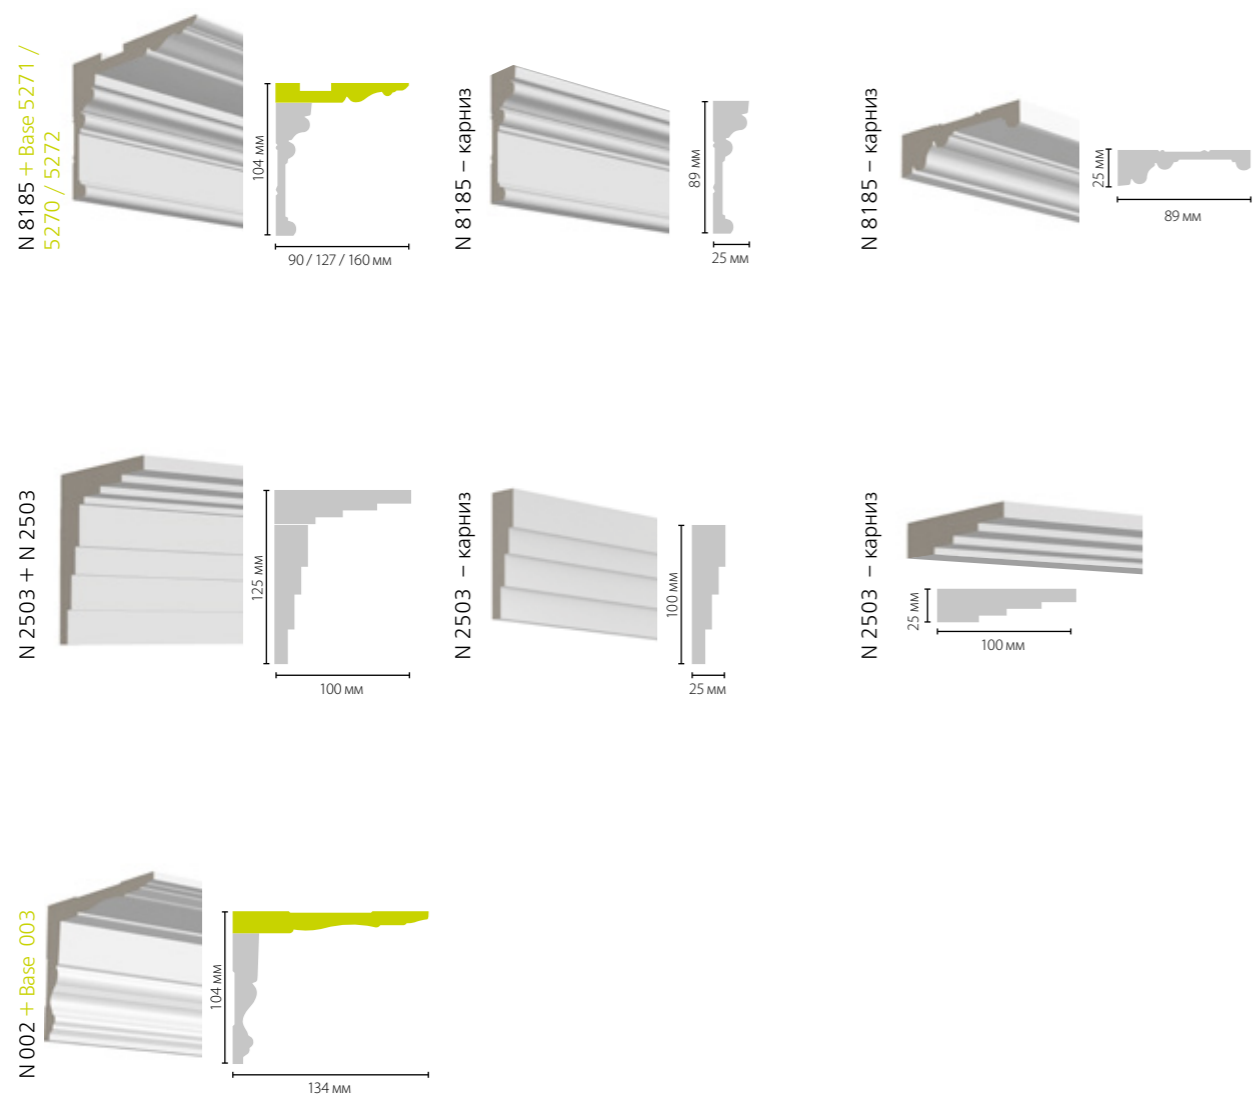 N 8185 + Base 5271 /
5270 / 5272
104 мм
90 / 127 / 160 мм
N 8185 – карниз
89 мм
25 мм
N 8185 – карниз
25 мм
89 мм
N 2503 + N 2503
125 мм
100 мм
N 2503 – карниз
100 мм
25 мм
N 2503 – карниз
25 мм
100 мм
N 002 + Base 003
104 мм
134 мм